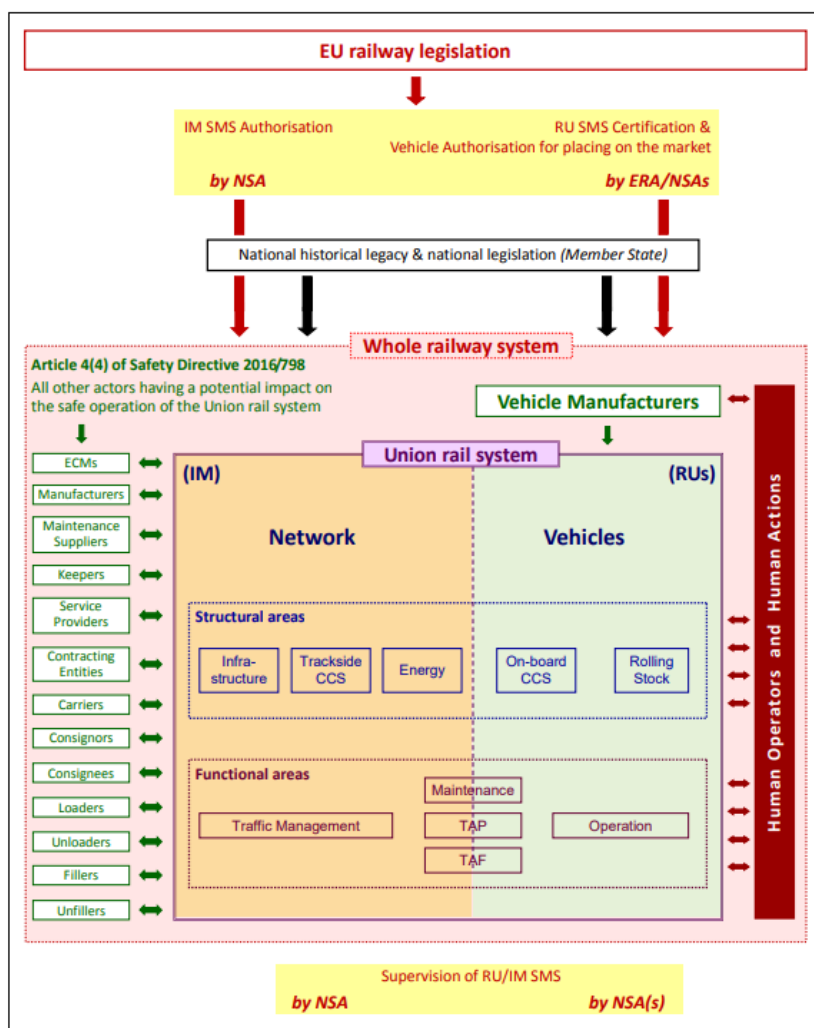 EU railway legislation
IM SMS Authorisation
RU SMS Certification &
Vehicle Authorisation for placing on the market
by NSA
by ERA/NSAs
National historical legacy & national legislation (Member State)
Whole railway system
Article 4(4) of Safety Directive 2016/798
All other actors having a potential impact on
the safe operation of the Union rail system
Vehicle Manufacturers
ECMs
Manufacturers
Maintenance
Suppliers
Keepers
Service
Providers
Contracting
Entities
Carriers
Consignors
Consignees
Loaders
Unloaders
Fillers
Unfillers
Union rail system
(IM)
(RUs)
Network
Vehicles
Structural areas
Infra-
structure
Trackside
CCS
Energy
On-board
CCS
Rolling
Stock
Functional areas
Maintenance
Traffic Management
TAP
Operation
TAF
Human Operators and Human Actions
Supervision of RU/IM SMS
by NSA
by NSA(s)